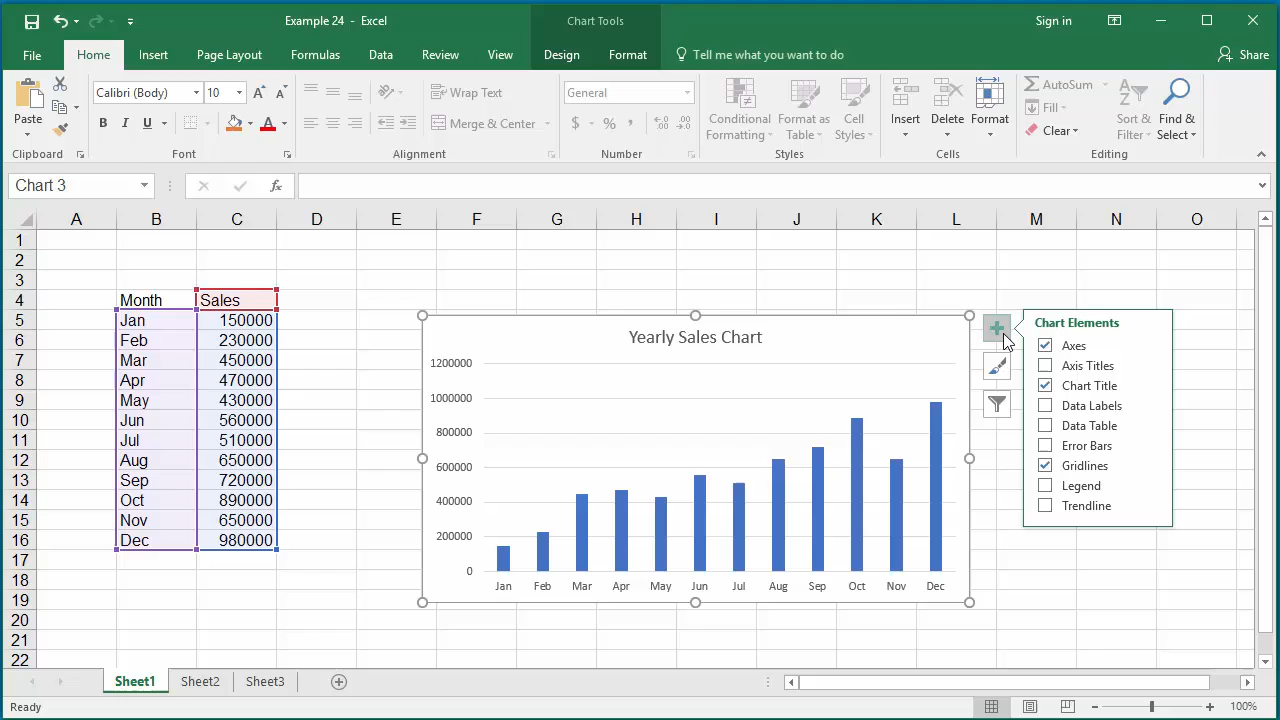 Example 24 - Excel
Chart Tools
Sign in
File
Home
Insert
Page Layout
Formulas
Data
Review
View
Design
Format
Tell me what you want to do
Share
Paste
Clipboard
Calibri (Body)
10
A A
B I U
A
Font
Wrap Text
Merge & Center
Alignment
General
$ % ,
Number
Conditional Formatting
Format as Table
Cell Styles
Styles
Insert
Delete
Format
Cells
AutoSum
Fill
Clear
Sort & Filter
Find & Select
Editing
Chart 3
fx
A B C D E F G H I J K L M N O
1
2
3
4 Month Sales
5 Jan 150000
6 Feb 230000
7 Mar 450000
8 Apr 470000
9 May 430000
10 Jun 560000
11 Jul 510000
12 Aug 650000
13 Sep 720000
14 Oct 890000
15 Nov 650000
16 Dec 980000
17
18
19
20
21
22
Yearly Sales Chart
1200000
1000000
800000
600000
400000
200000
0
Jan Feb Mar Apr May Jun Jul Aug Sep Oct Nov Dec
Chart Elements
Axes
Axis Titles
Chart Title
Data Labels
Data Table
Error Bars
Gridlines
Legend
Trendline
Sheet1 Sheet2 Sheet3
Ready
100%